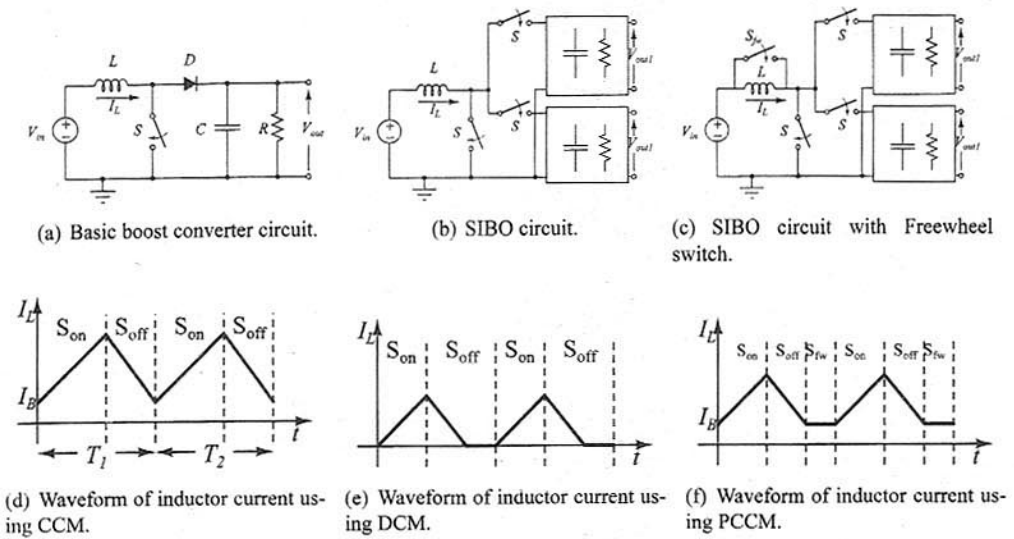 L
D
I_L
V_in
S
C
R
V_out
(a) Basic boost converter circuit.
S
V_out1
L
S
I_L
V_in
S
V_out1
(b) SIBO circuit.
S
S_fw
V_out1
L
I_L
S
V_in
S
V_out1
(c) SIBO circuit with Freewheel
switch.
I_L
S_on S_off S_on S_off
I_B
t
T_1 T_2
(d) Waveform of inductor current us-
ing CCM.
I_L
S_on S_off S_on S_off
t
(e) Waveform of inductor current us-
ing DCM.
I_L
S_on S_off S_fw S_on S_off S_fw
I_B
t
(f) Waveform of inductor current us-
ing PCCM.